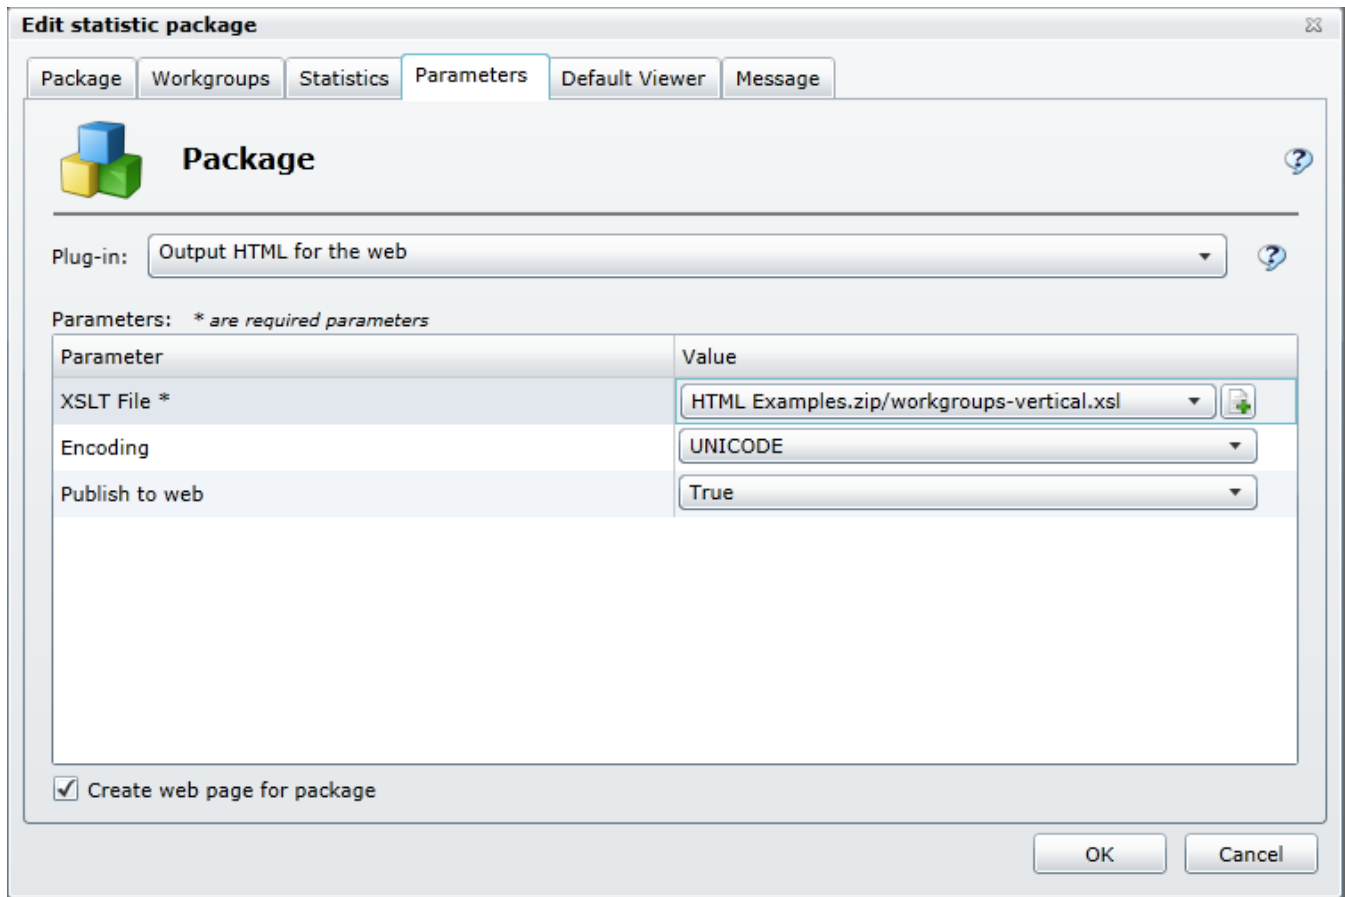 Edit statistic package
Package Workgroups Statistics Parameters Default Viewer Message
Package
Plug-in: Output HTML for the web
Parameters: * are required parameters
Parameter Value
XSLT File * HTML Examples.zip/workgroups-vertical.xsl
Encoding UNICODE
Publish to web True
Create web page for package
OK Cancel